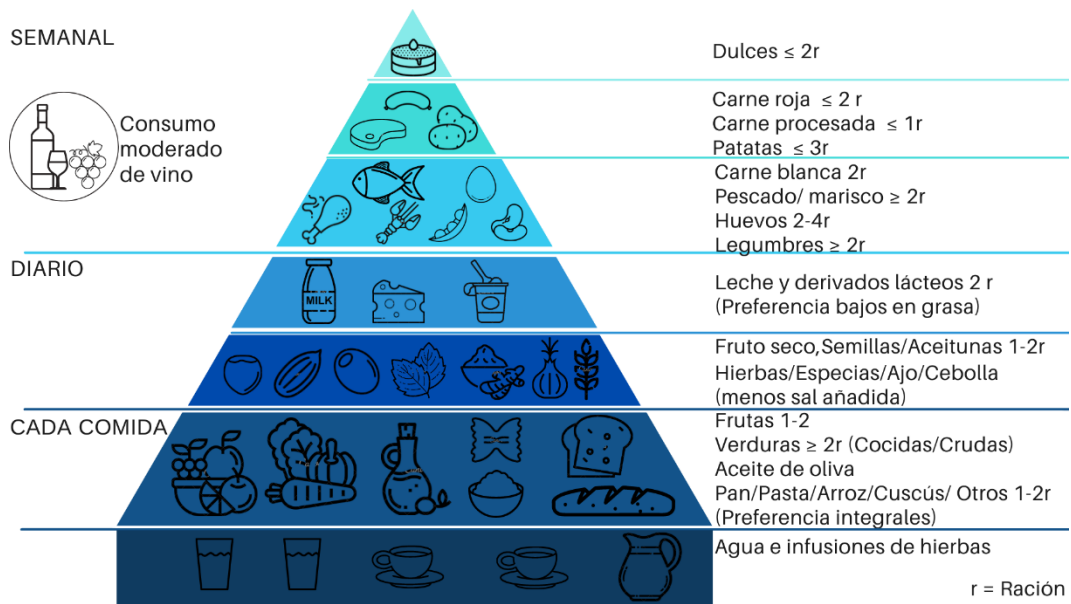 SEMANAL
Dulces ≤ 2r
Consumo
moderado
de vino
Carne roja ≤ 2 r
Carne procesada ≤ 1r
Patatas ≤ 3r
Carne blanca 2r
Pescado/ marisco ≥ 2r
Huevos 2-4r
Legumbres ≥ 2r
DIARIO
MILK
Leche y derivados lácteos 2 r
(Preferencia bajos en grasa)
Fruto seco,Semillas/Aceitunas 1-2r
Hierbas/Especias/Ajo/Cebolla
(menos sal añadida)
CADA COMIDA
Frutas 1-2
Verduras ≥ 2r (Cocidas/Crudas)
Aceite de oliva
Pan/Pasta/Arroz/Cuscús/ Otros 1-2r
(Preferencia integrales)
Agua e infusiones de hierbas
r = Ración